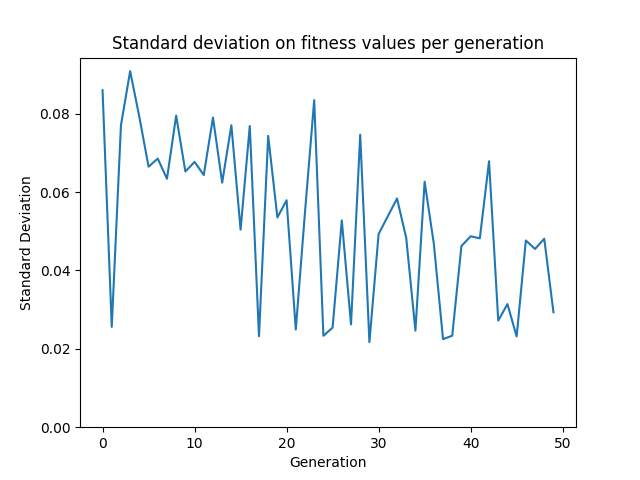 Standard deviation on fitness values per generation
0.08
0.06
0.04
0.02
0.00
Standard Deviation
0 10 20 30 40 50
Generation